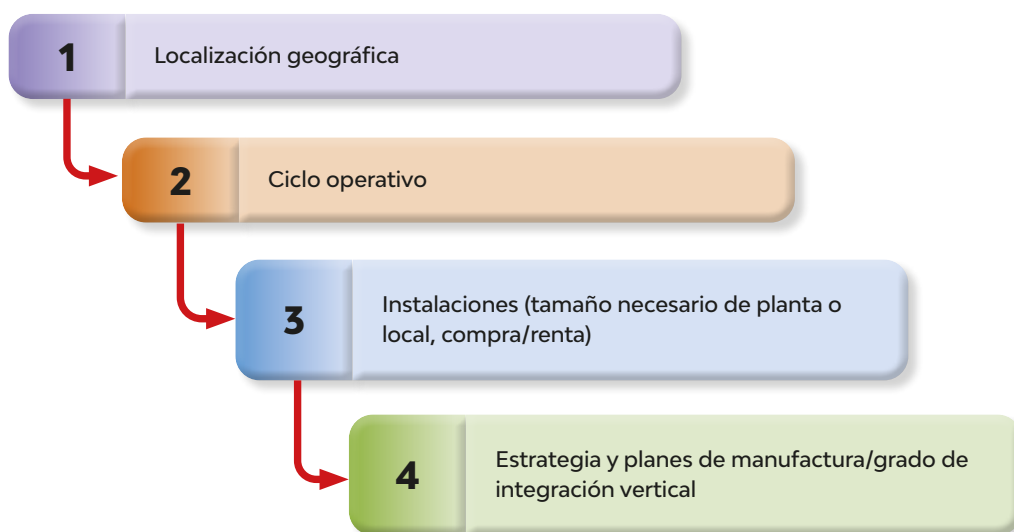 1
Localización geográfica
2
Ciclo operativo
3
Instalaciones (tamaño necesario de planta o
local, compra/renta)
4
Estrategia y planes de manufactura/grado de
integración vertical